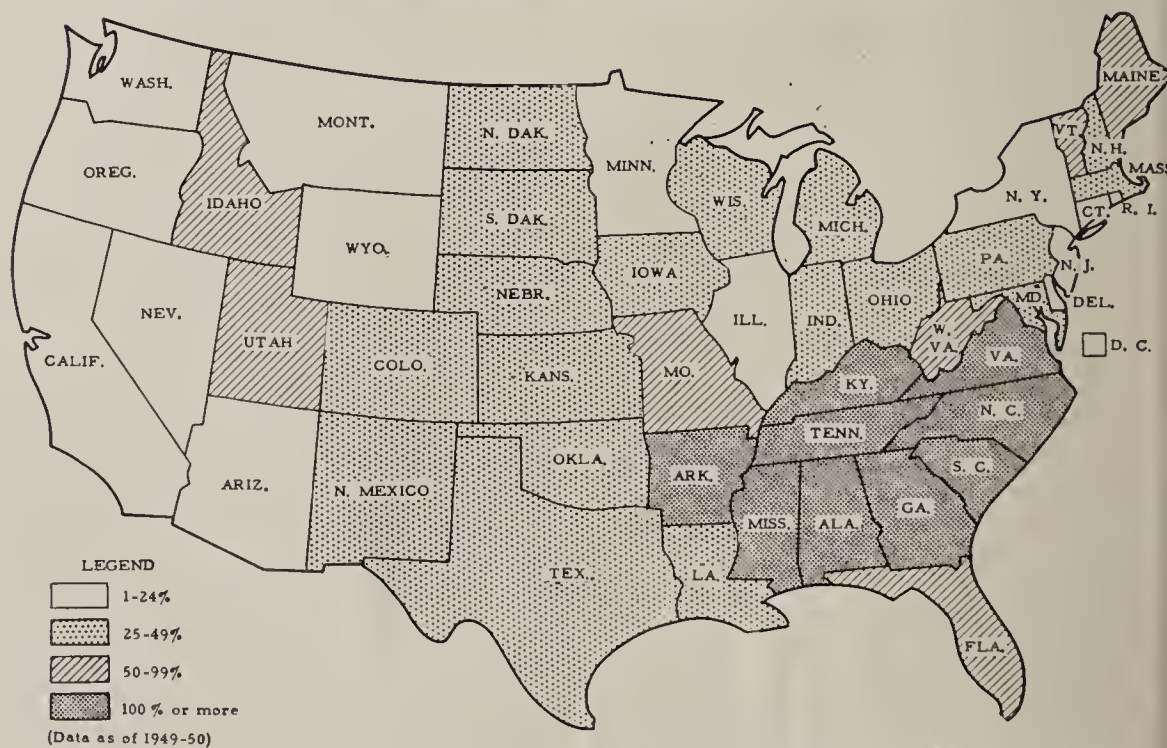 WASH.
MONT.
N. DAK.
MINN.
MAINE
VT.
N. H.
MASS
OREG.
IDAHO
S. DAK.
WIS.
MICH.
N. Y.
CT.
R. I.
WYO.
IOWA
PA.
N. J.
NEV.
NEBR.
ILL.
IND.
OHIO
W. VA.
MD.
DEL.
D. C.
CALIF.
UTAH
COLO.
KANS.
MO.
KY.
VA.
ARIZ.
N. MEXICO
OKLA.
ARK.
TENN.
N. C.
S. C.
MISS.
ALA.
GA.
TEX.
LA.
FLA.
LEGEND
1-24%
25-49%
50-99%
100 % or more
(Data as of 1949-50)